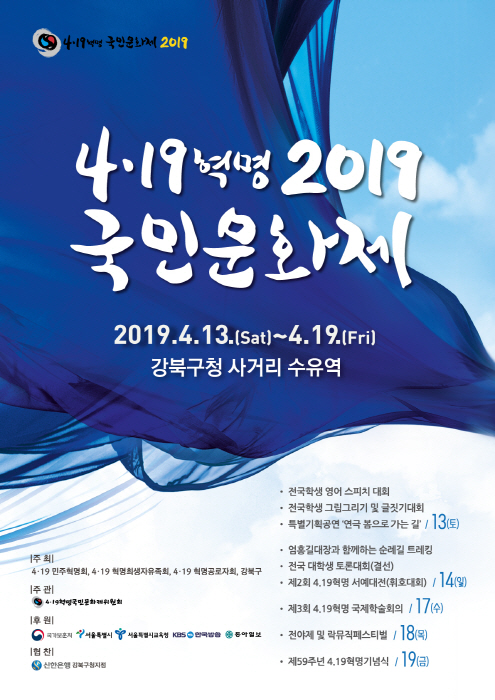 4·19혁명 국민문화제 2019
4·19 혁명 2019
국민문화제
2019.4.13.(Sat)~4.19.(Fri)
강북구청 사거리 수유역
• 전국학생 영어 스피치 대회
• 전국학생 그림그리기 및 글짓기대회
• 특별기획공연 '연극 봄으로 가는 길' / 13(토)
• 엄홍길대장과 함께하는 순례길 트레킹
• 전국 대학생 토론대회(결선)
• 제2회 4.19혁명 서예대전(휘호대회) / 14(일)
• 제3회 4.19혁명 국제학술회의 / 17(수)
• 전야제 및 락뮤직페스티벌 / 18(목)
• 제59주년 4.19혁명기념식 / 19(금)
|주 최|
4·19 민주혁명회, 4·19 혁명희생자유족회, 4·19 혁명공로자회, 강북구
|주 관|
4·19혁명국민문화제위원회
|후 원|
국가보훈처 서울특별시 서울특별시교육청 KBS 한국방송 동아일보
|협 찬|
신한은행 강북구청지점